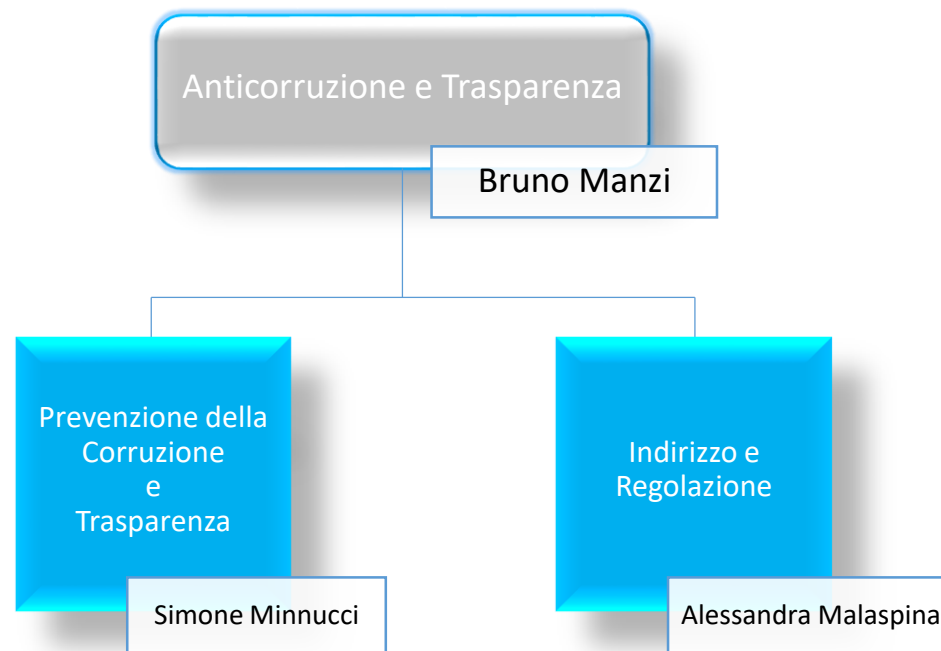 Anticorruzione e Trasparenza
Bruno Manzi
Prevenzione della
Corruzione
e
Trasparenza
Simone Minnucci
Indirizzo e
Regolazione
Alessandra Malaspina